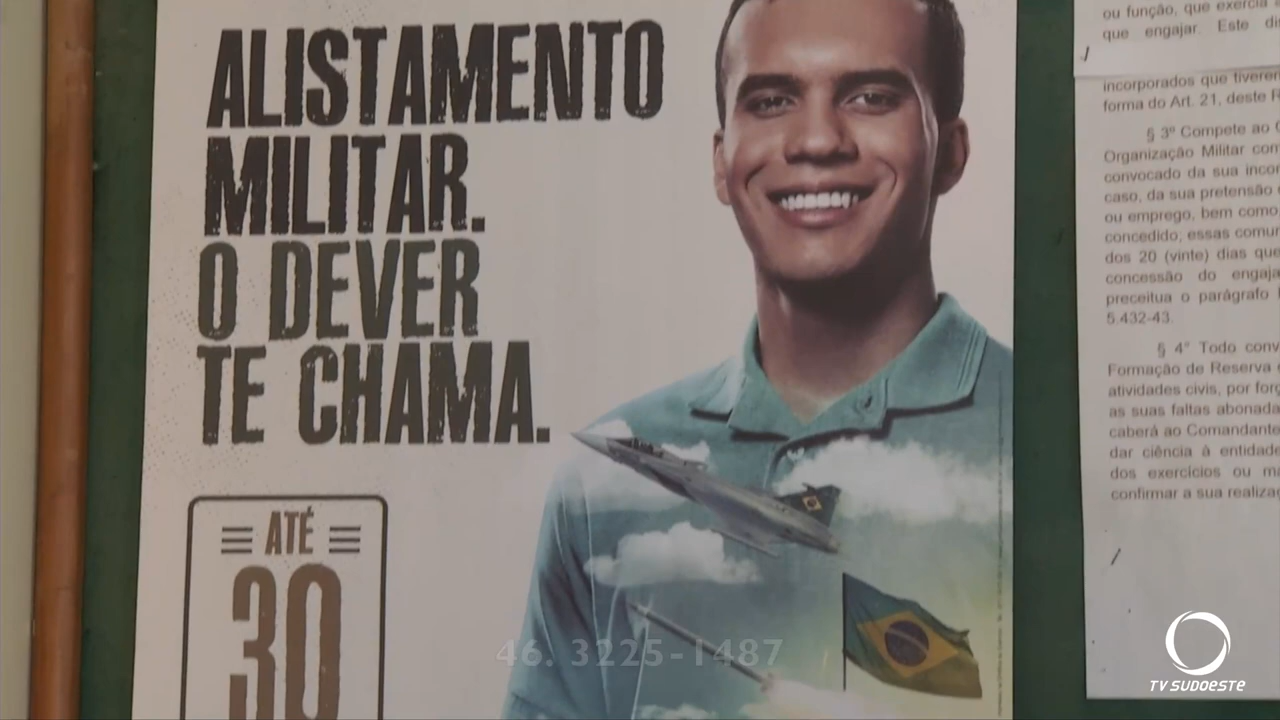 ALISTAMENTO
MILITAR.
O DEVER
TE CHAMA.
ATÉ
30
46. 3225-1487
ou função, que exercia
que engajar. Este
incorporados que tiverem
forma do Art. 21, deste
§ 3º Compete ao
Organização Militar
convocado da sua
caso, da sua pretensão
ou emprego, bem como
concedido; essas
dos 20 (vinte) dias que
concessão do
preceitua o parágrafo
5.432-43.
§ 4° Todo
Formação de Reserva
atividades civis, por
as suas faltas
caberá ao Comandante
dar ciência à
dos exercícios ou
confirmar a sua
TV SUDOESTE